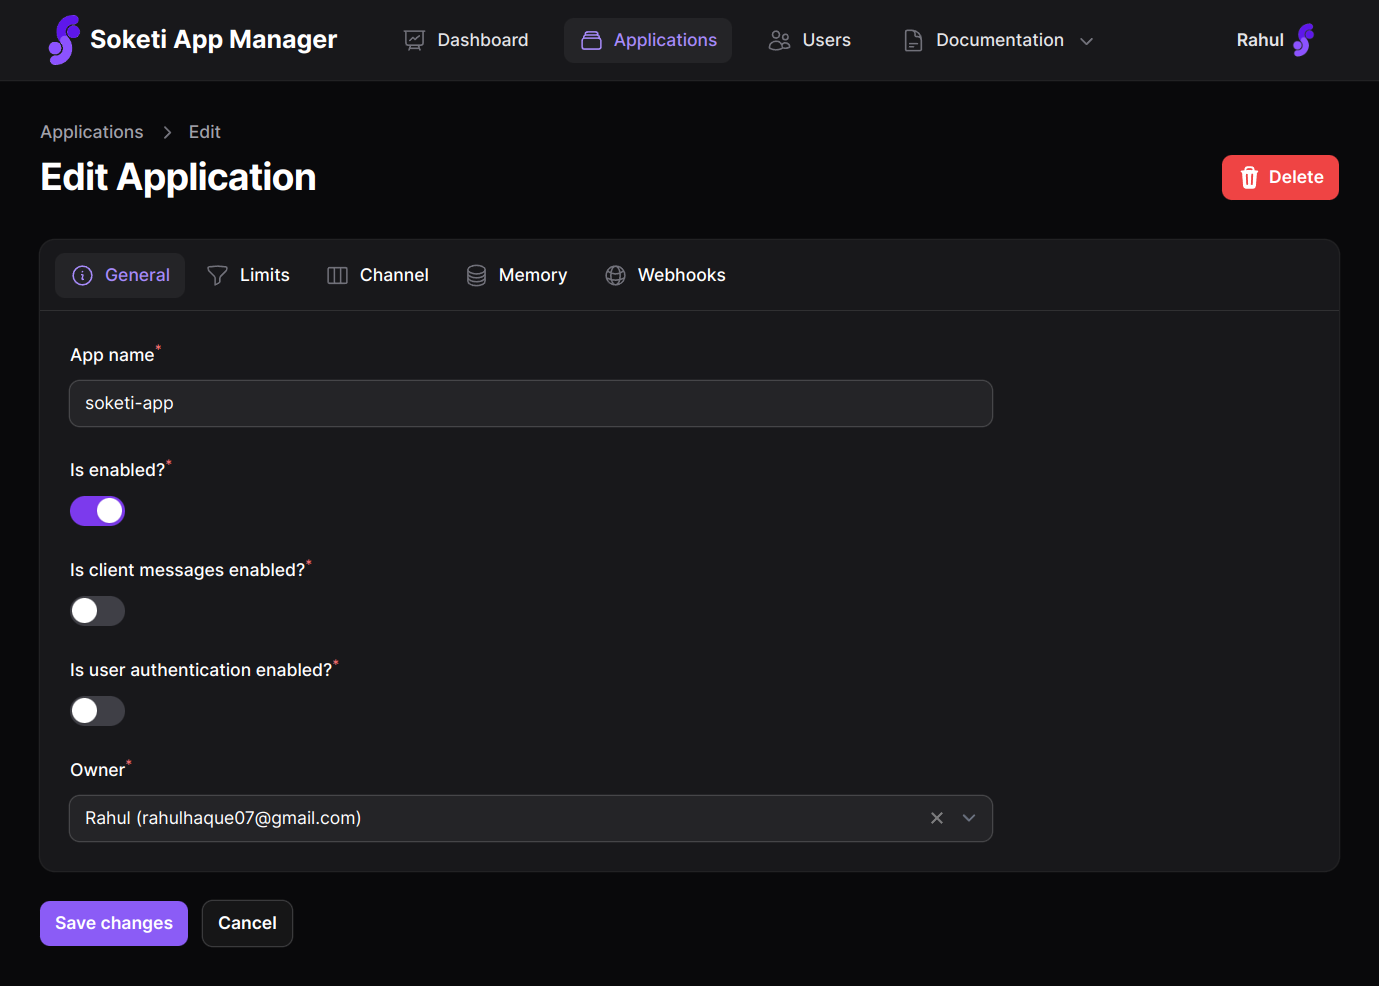 Soketi App Manager
Dashboard
Applications
Users
Documentation
Rahul
Applications > Edit
Edit Application
Delete
General
Limits
Channel
Memory
Webhooks
App name*
soketi-app
Is enabled?*
Is client messages enabled?*
Is user authentication enabled?*
Owner*
Rahul (rahulhaque07@gmail.com)
Save changes
Cancel